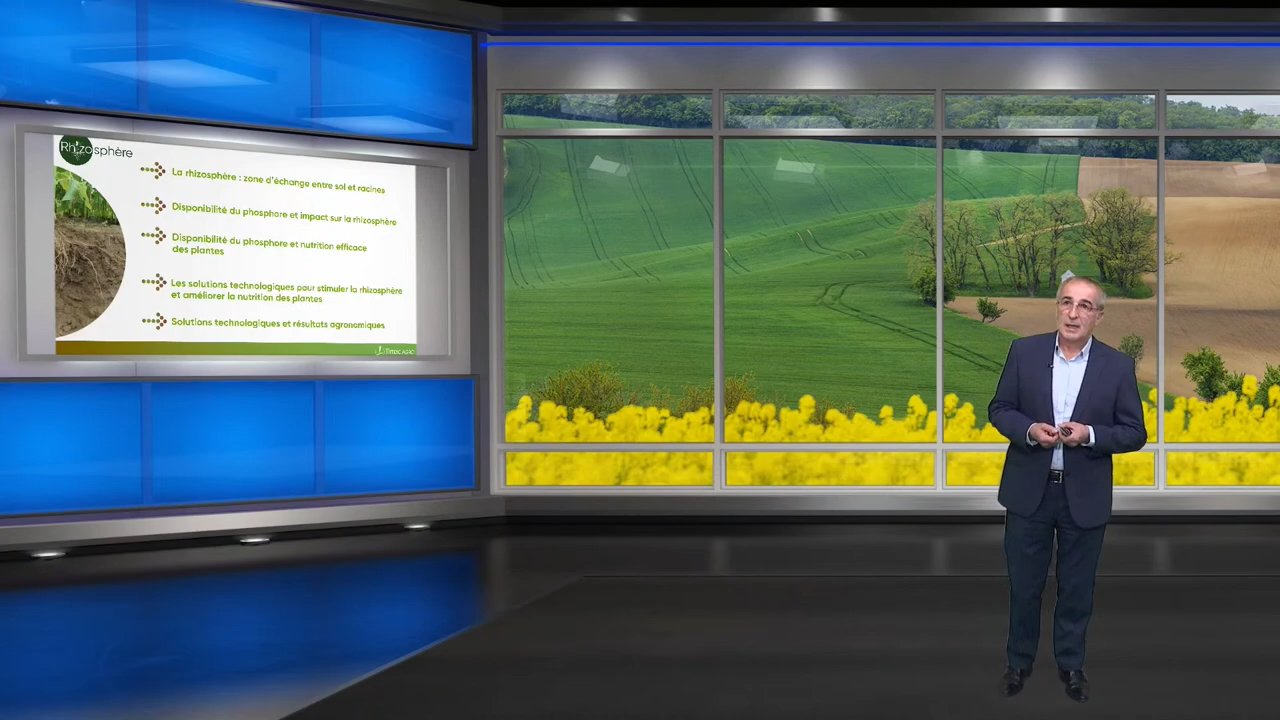 Rhizosphère
La rhizosphère : zone d'échange entre sol et racines
Disponibilité du phosphore et impact sur la rhizosphère
Disponibilité du phosphore et nutrition efficace
des plantes
Les solutions technologiques pour stimuler la rhizosphère
et améliorer la nutrition des plantes
Solutions technologiques et résultats agronomiques
Timac AGRO